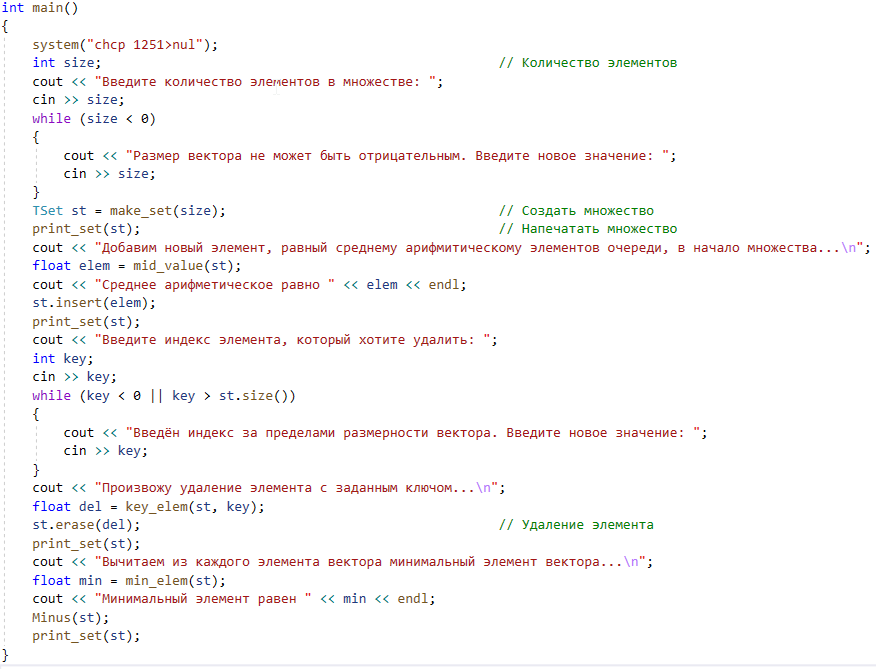 int main()
{
system("chcp 1251>nul");
int size; // Количество элементов
cout << "Введите количество элементов в множестве: ";
cin >> size;
while (size < 0)
{
cout << "Размер вектора не может быть отрицательным. Введите новое значение: ";
cin >> size;
}
TSet st = make_set(size); // Создать множество
print_set(st); // Напечатать множество
cout << "Добавим новый элемент, равный среднему арифмитическому элементов очереди, в начало множества...\n";
float elem = mid_value(st);
cout << "Среднее арифметическое равно " << elem << endl;
st.insert(elem);
print_set(st);
cout << "Введите индекс элемента, который хотите удалить: ";
int key;
cin >> key;
while (key < 0 || key > st.size())
{
cout << "Введён индекс за пределами размерности вектора. Введите новое значение: ";
cin >> key;
}
cout << "Произвожу удаление элемента с заданным ключом...\n";
float del = key_elem(st, key);
st.erase(del); // Удаление элемента
print_set(st);
cout << "Вычитаем из каждого элемента вектора минимальный элемент вектора...\n";
float min = min_elem(st);
cout << "Минимальный элемент равен " << min << endl;
Minus(st);
print_set(st);
}